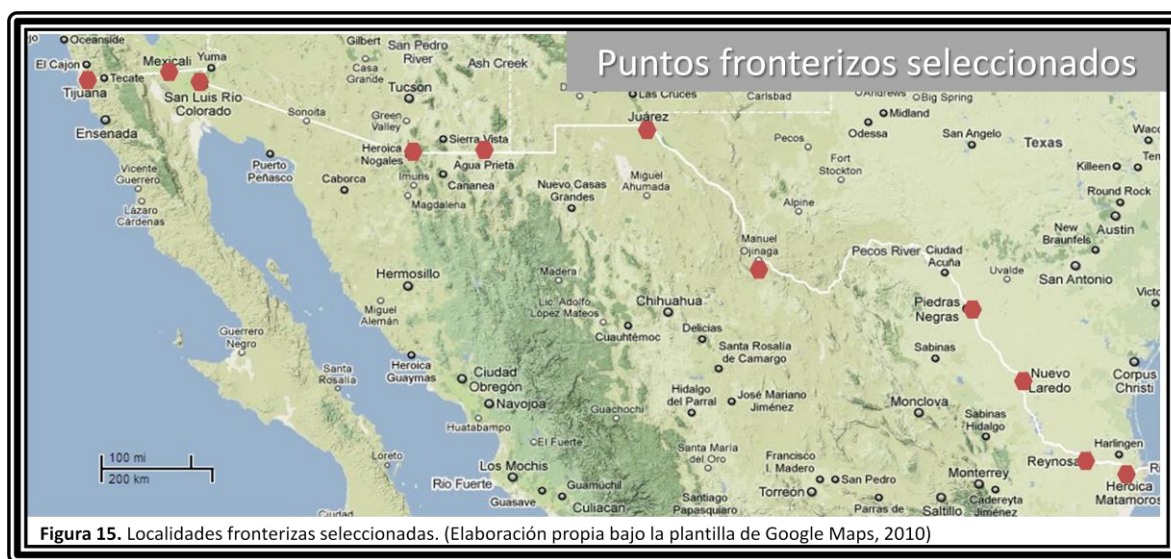 Puntos fronterizos seleccionados
Oceanside
El Cajon
Tijuana
Tecate
Mexicali
Yuma
San Luis Río
Colorado
Ensenada
Vicente
Guerrero
Lázaro
Cárdenas
Puerto
Peñasco
Sonoita
Caborca
Gilbert
Casa
Grande
San Pedro
River
Ash Creek
Tucson
Green
Valley
Sierra Vista
Heroica
Nogales
Agua Prieta
Imuris
Cananea
Magdalena
Nuevo Casas
Grandes
Las Cruces
Juárez
Miguel
Ahumada
Carlsbad
Andrews
Big Spring
Midland
Odessa
San Angelo
Texas
Pecos
Fort
Stockton
Alpine
Killeen
Round Rock
Austin
New
Braunfels
San Antonio
Uvalde
Manuel
Ojinaga
Pecos River
Ciudad
Acuña
Piedras
Negras
Sabinas
Nuevo
Laredo
Corpus
Christi
Hermosillo
Miguel
Alemán
Madera
Lic. Adolfo
López Mateos
Chihuahua
Cuauhtémoc
Delicias
Santa Rosalía
de Camargo
Guerrero
Negro
Santa
Rosalía
Heroica
Guaymas
Ciudad
Obregón
Navojoa
Huatabampo
Guachochi
Hidalgo
del Parral
José Mariano
Jiménez
Monclova
Sabinas
Hidalgo
Harlingen
Reynosa
Heroica
Matamoros
El Fuerte
Loreto
Ciudad
Los Mochis
Río Fuerte
Guasave
Guamúchil
Culiacan
Santa María
del Oro
Santiago
Papasquiaro
Francisco
I. Madero
San Pedro
Torreón
Parras de
Saltillo
Monterrey
Cadereyta
Jiménez
100 mi
200 km
Figura 15. Localidades fronterizas seleccionadas. (Elaboración propia bajo la plantilla de Google Maps, 2010)